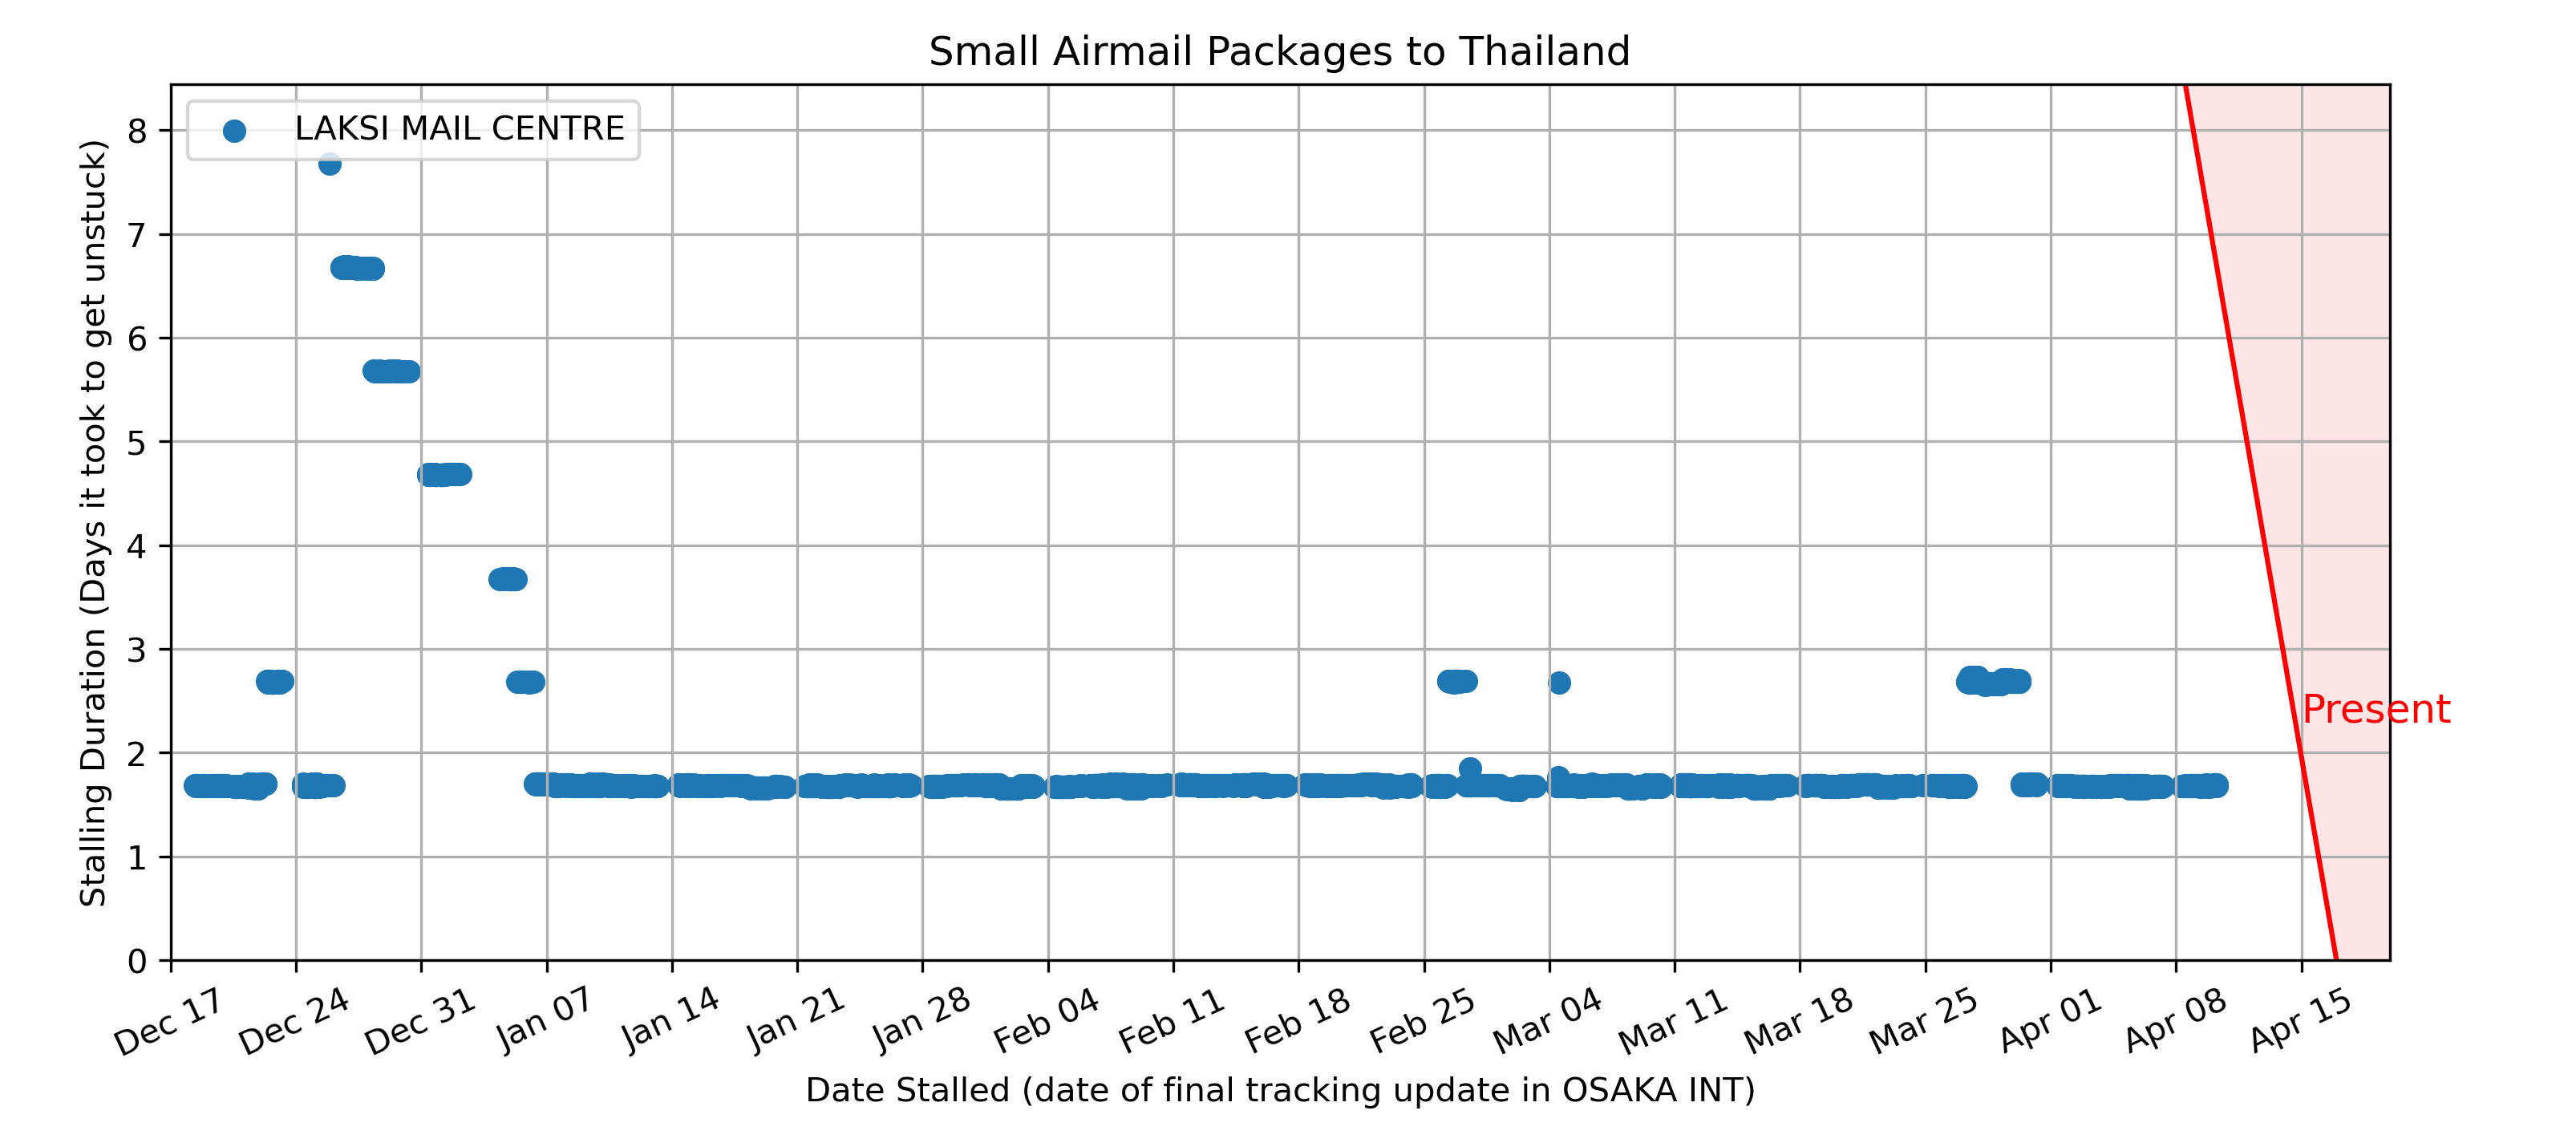 Small Airmail Packages to Thailand
LAKSI MAIL CENTRE
Stalling Duration (Days it took to get unstuck)
8
7
6
5
4
3
2
1
0
Present
Dec 17
Dec 24
Dec 31
Jan 07
Jan 14
Jan 21
Jan 28
Feb 04
Feb 11
Feb 18
Feb 25
Mar 04
Mar 11
Mar 18
Mar 25
Apr 01
Apr 08
Apr 15
Date Stalled (date of final tracking update in OSAKA INT)